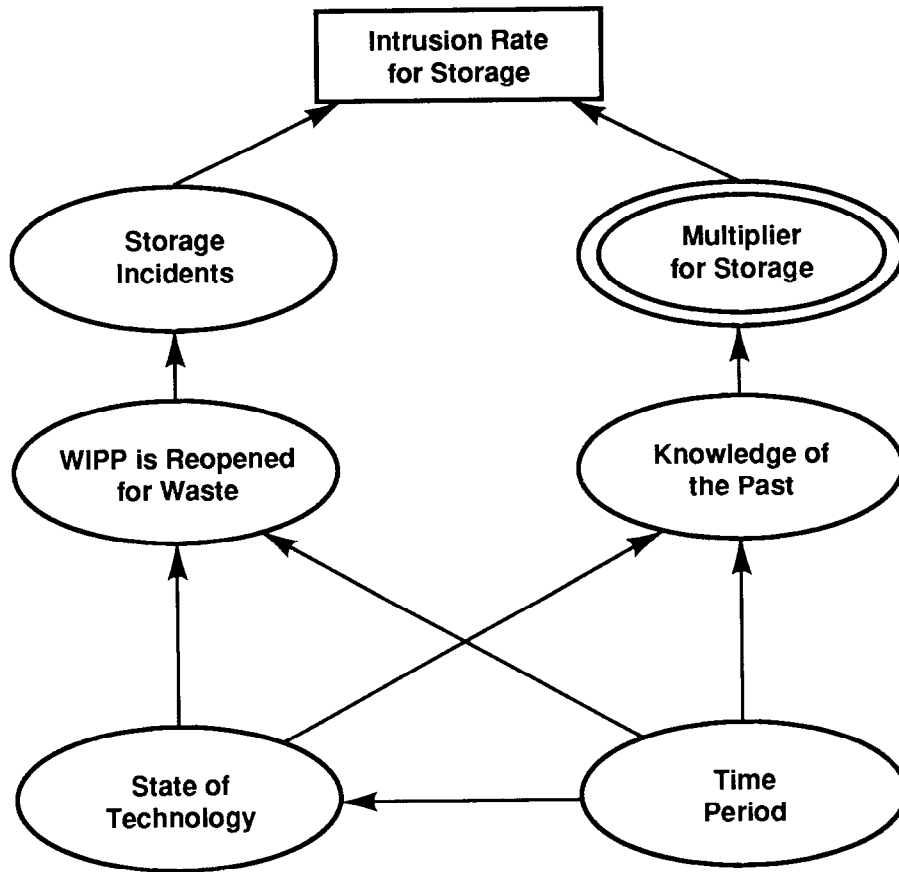 Intrusion Rate
for Storage
Storage
Incidents
Multiplier
for Storage
WIPP is Reopened
for Waste
Knowledge of
the Past
State of
Technology
Time
Period